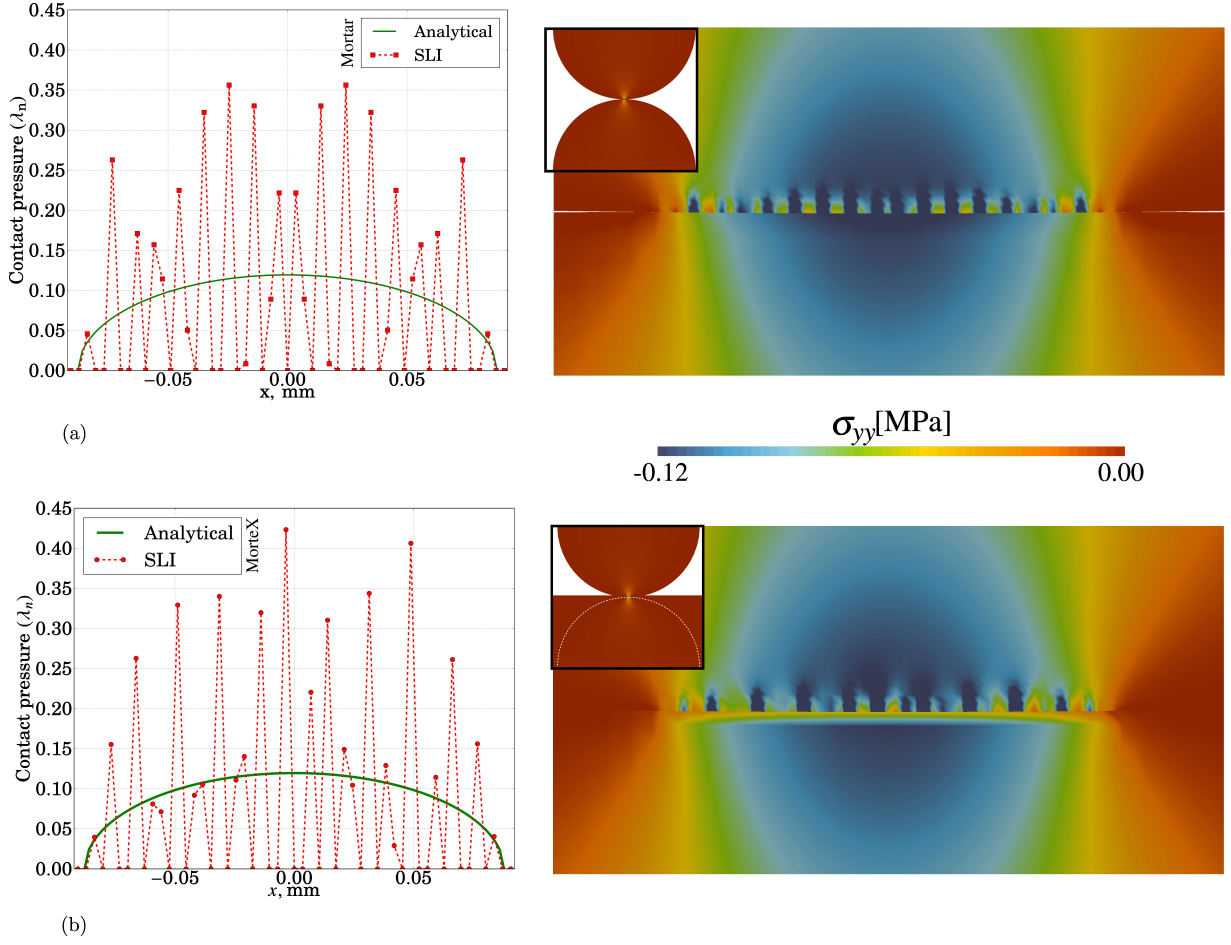 0.45
0.40
0.35
0.30
0.25
0.20
0.15
0.10
0.05
0.00
Contact pressure (λn)
Mortar
Analytical
SLI
−0.05
0.00
0.05
x, mm
(a)
σyy[MPa]
-0.12
0.00
0.45
0.40
0.35
0.30
0.25
0.20
0.15
0.10
0.05
0.00
Contact pressure (λn)
Analytical
SLI
MorteX
−0.05
0.00
0.05
x, mm
(b)